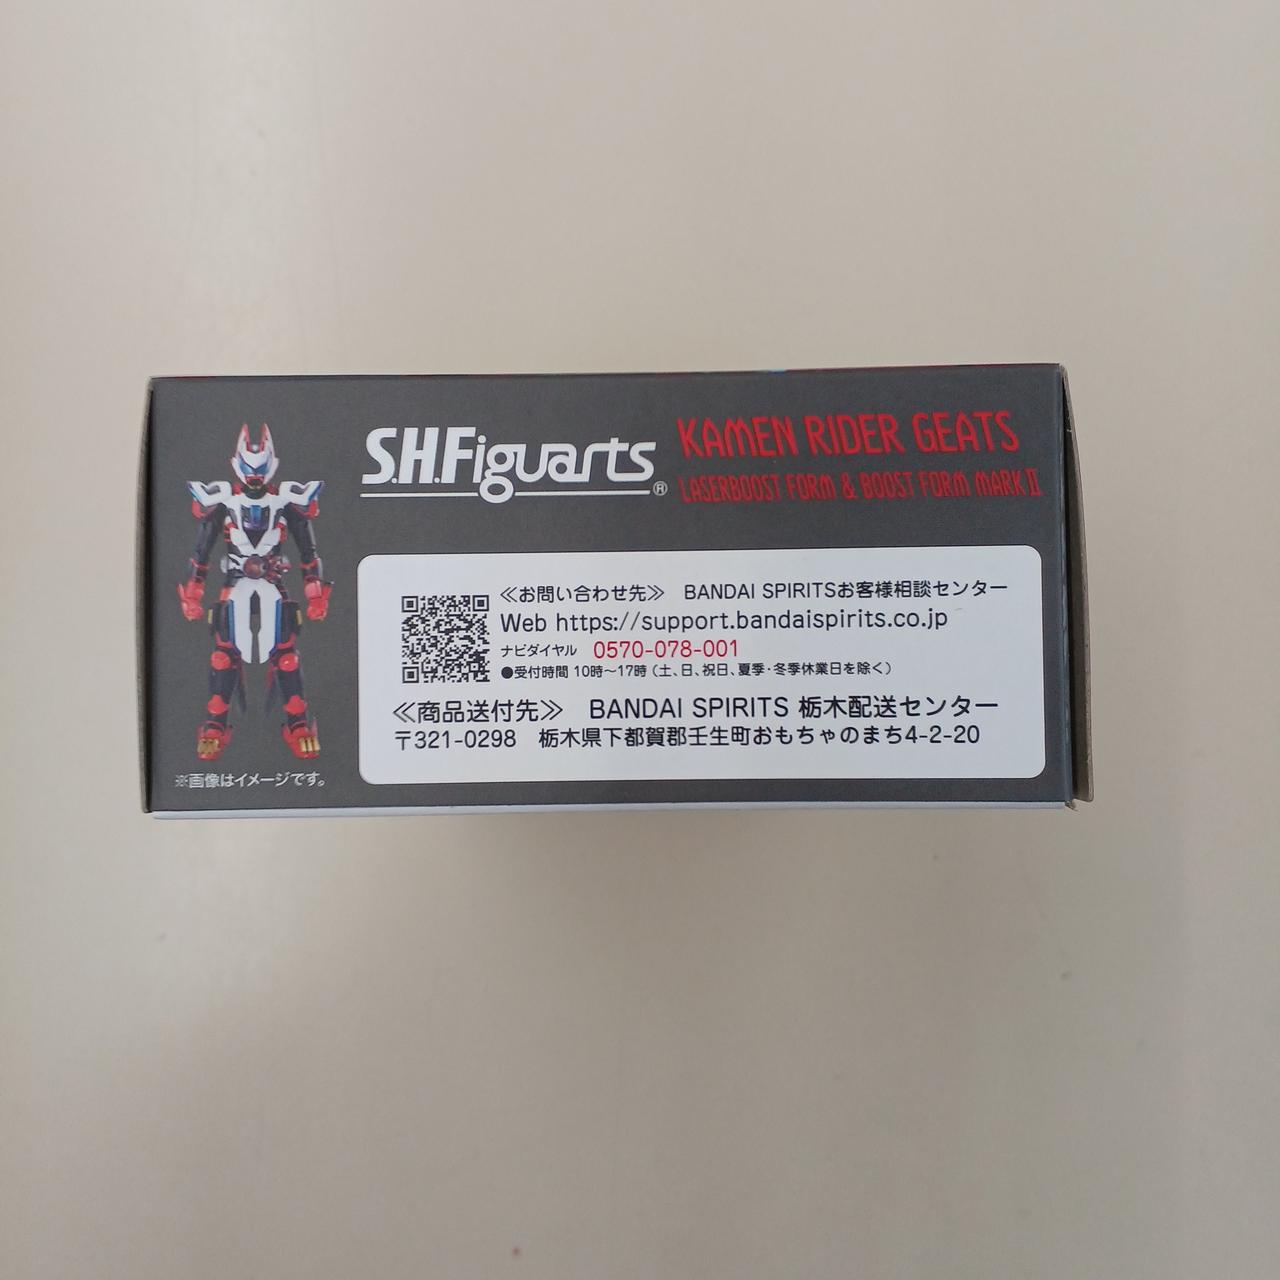 S.H.Figuarts®
KAMEN RIDER GEATS
LASERBOOST FORM & BOOST FORM MARK II
≪お問い合わせ先≫ BANDAI SPIRITSお客様相談センター
Web https://support.bandaispirits.co.jp
ナビダイヤル 0570-078-001
●受付時間 10時～17時（土、日、祝日、夏季・冬季休業日を除く）
≪商品送付先≫ BANDAI SPIRITS 栃木配送センター
〒321-0298 栃木県下都賀郡壬生町おもちゃのまち4-2-20
※画像はイメージです。